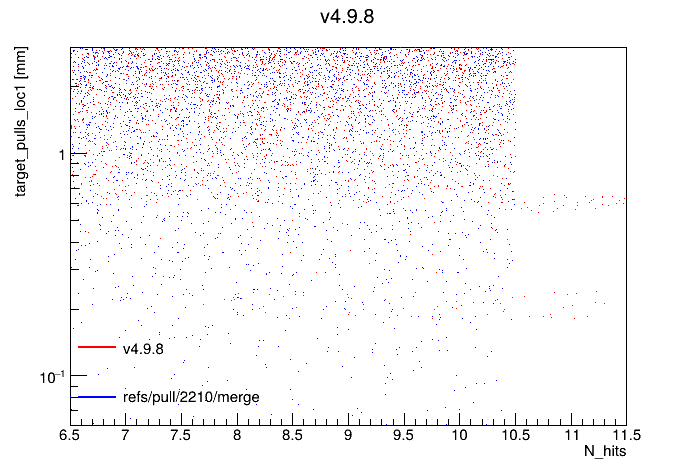 v4.9.8
target_pulls_loc1 [mm]
1
10⁻¹
v4.9.8
refs/pull/2210/merge
6.5 7 7.5 8 8.5 9 9.5 10 10.5 11 11.5
N_hits